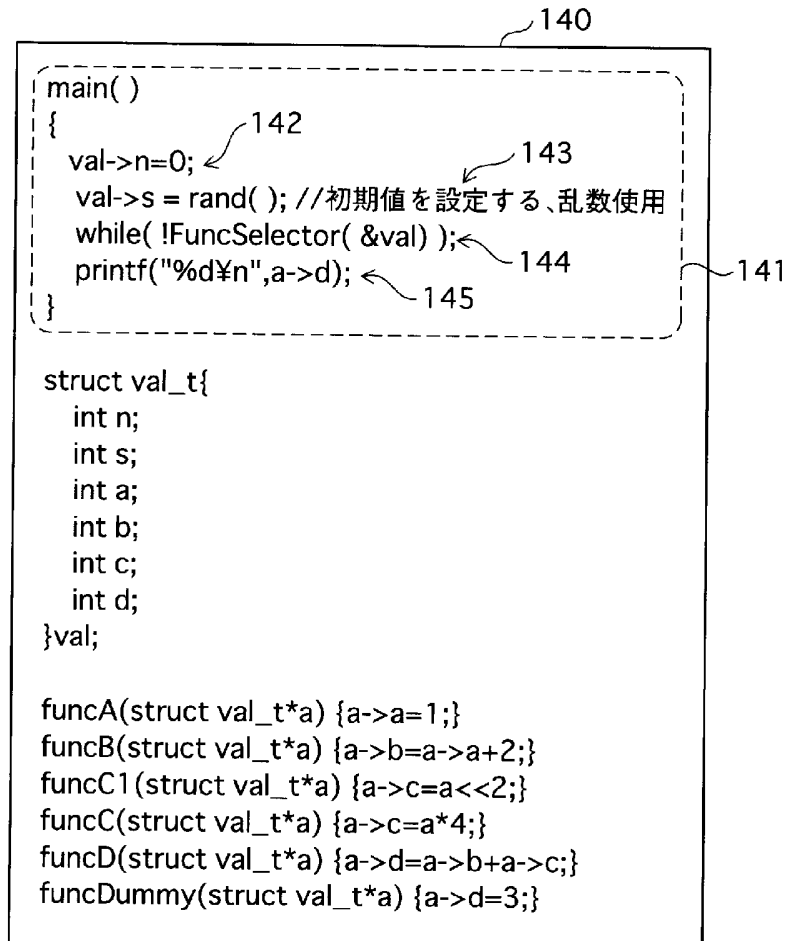 140
main( )
{
142
val->n=0;
143
val->s = rand( ); //初期値を設定する、乱数使用
while( !FuncSelector( &val) );
144
printf("%d¥n",a->d);
145
141
}
struct val_t{
int n;
int s;
int a;
int b;
int c;
int d;
}val;
funcA(struct val_t*a) {a->a=1;}
funcB(struct val_t*a) {a->b=a->a+2;}
funcC1(struct val_t*a) {a->c=a<<2;}
funcC(struct val_t*a) {a->c=a*4;}
funcD(struct val_t*a) {a->d=a->b+a->c;}
funcDummy(struct val_t*a) {a->d=3;}